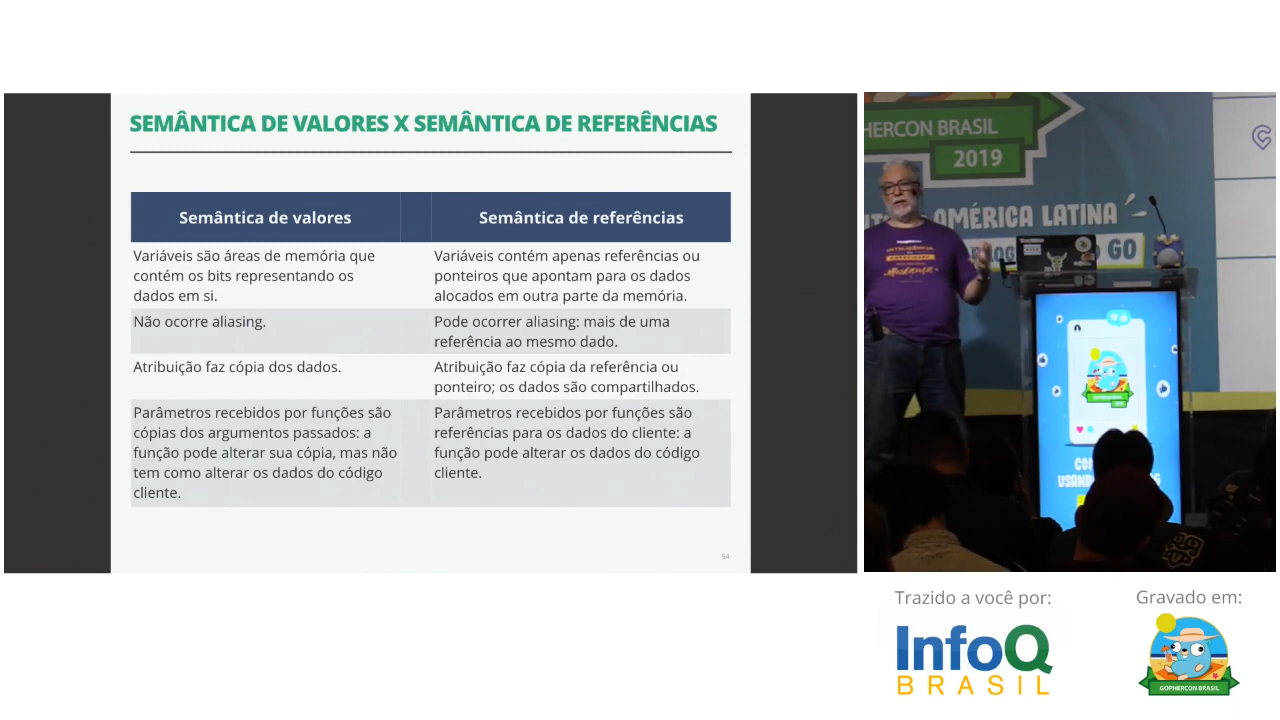 SEMÂNTICA DE VALORES X SEMÂNTICA DE REFERÊNCIAS
Semântica de valores
Semântica de referências
Variáveis são áreas de memória que
contém os bits representando os
dados em si.
Variáveis contém apenas referências ou
ponteiros que apontam para os dados
alocados em outra parte da memória.
Não ocorre aliasing.
Pode ocorrer aliasing: mais de uma
referência ao mesmo dado.
Atribuição faz cópia dos dados.
Atribuição faz cópia da referência ou
ponteiro; os dados são compartilhados.
Parâmetros recebidos por funções são
cópias dos argumentos passados: a
função pode alterar sua cópia, mas não
tem como alterar os dados do código
cliente.
Parâmetros recebidos por funções são
referências para os dados do cliente: a
função pode alterar os dados do código
cliente.
54
HERCON BRASIL
2019
AMÉRICA LATINA
GO
Trazido a você por:
InfoQ
BRASIL
Gravado em:
GOPHERCON BRASIL